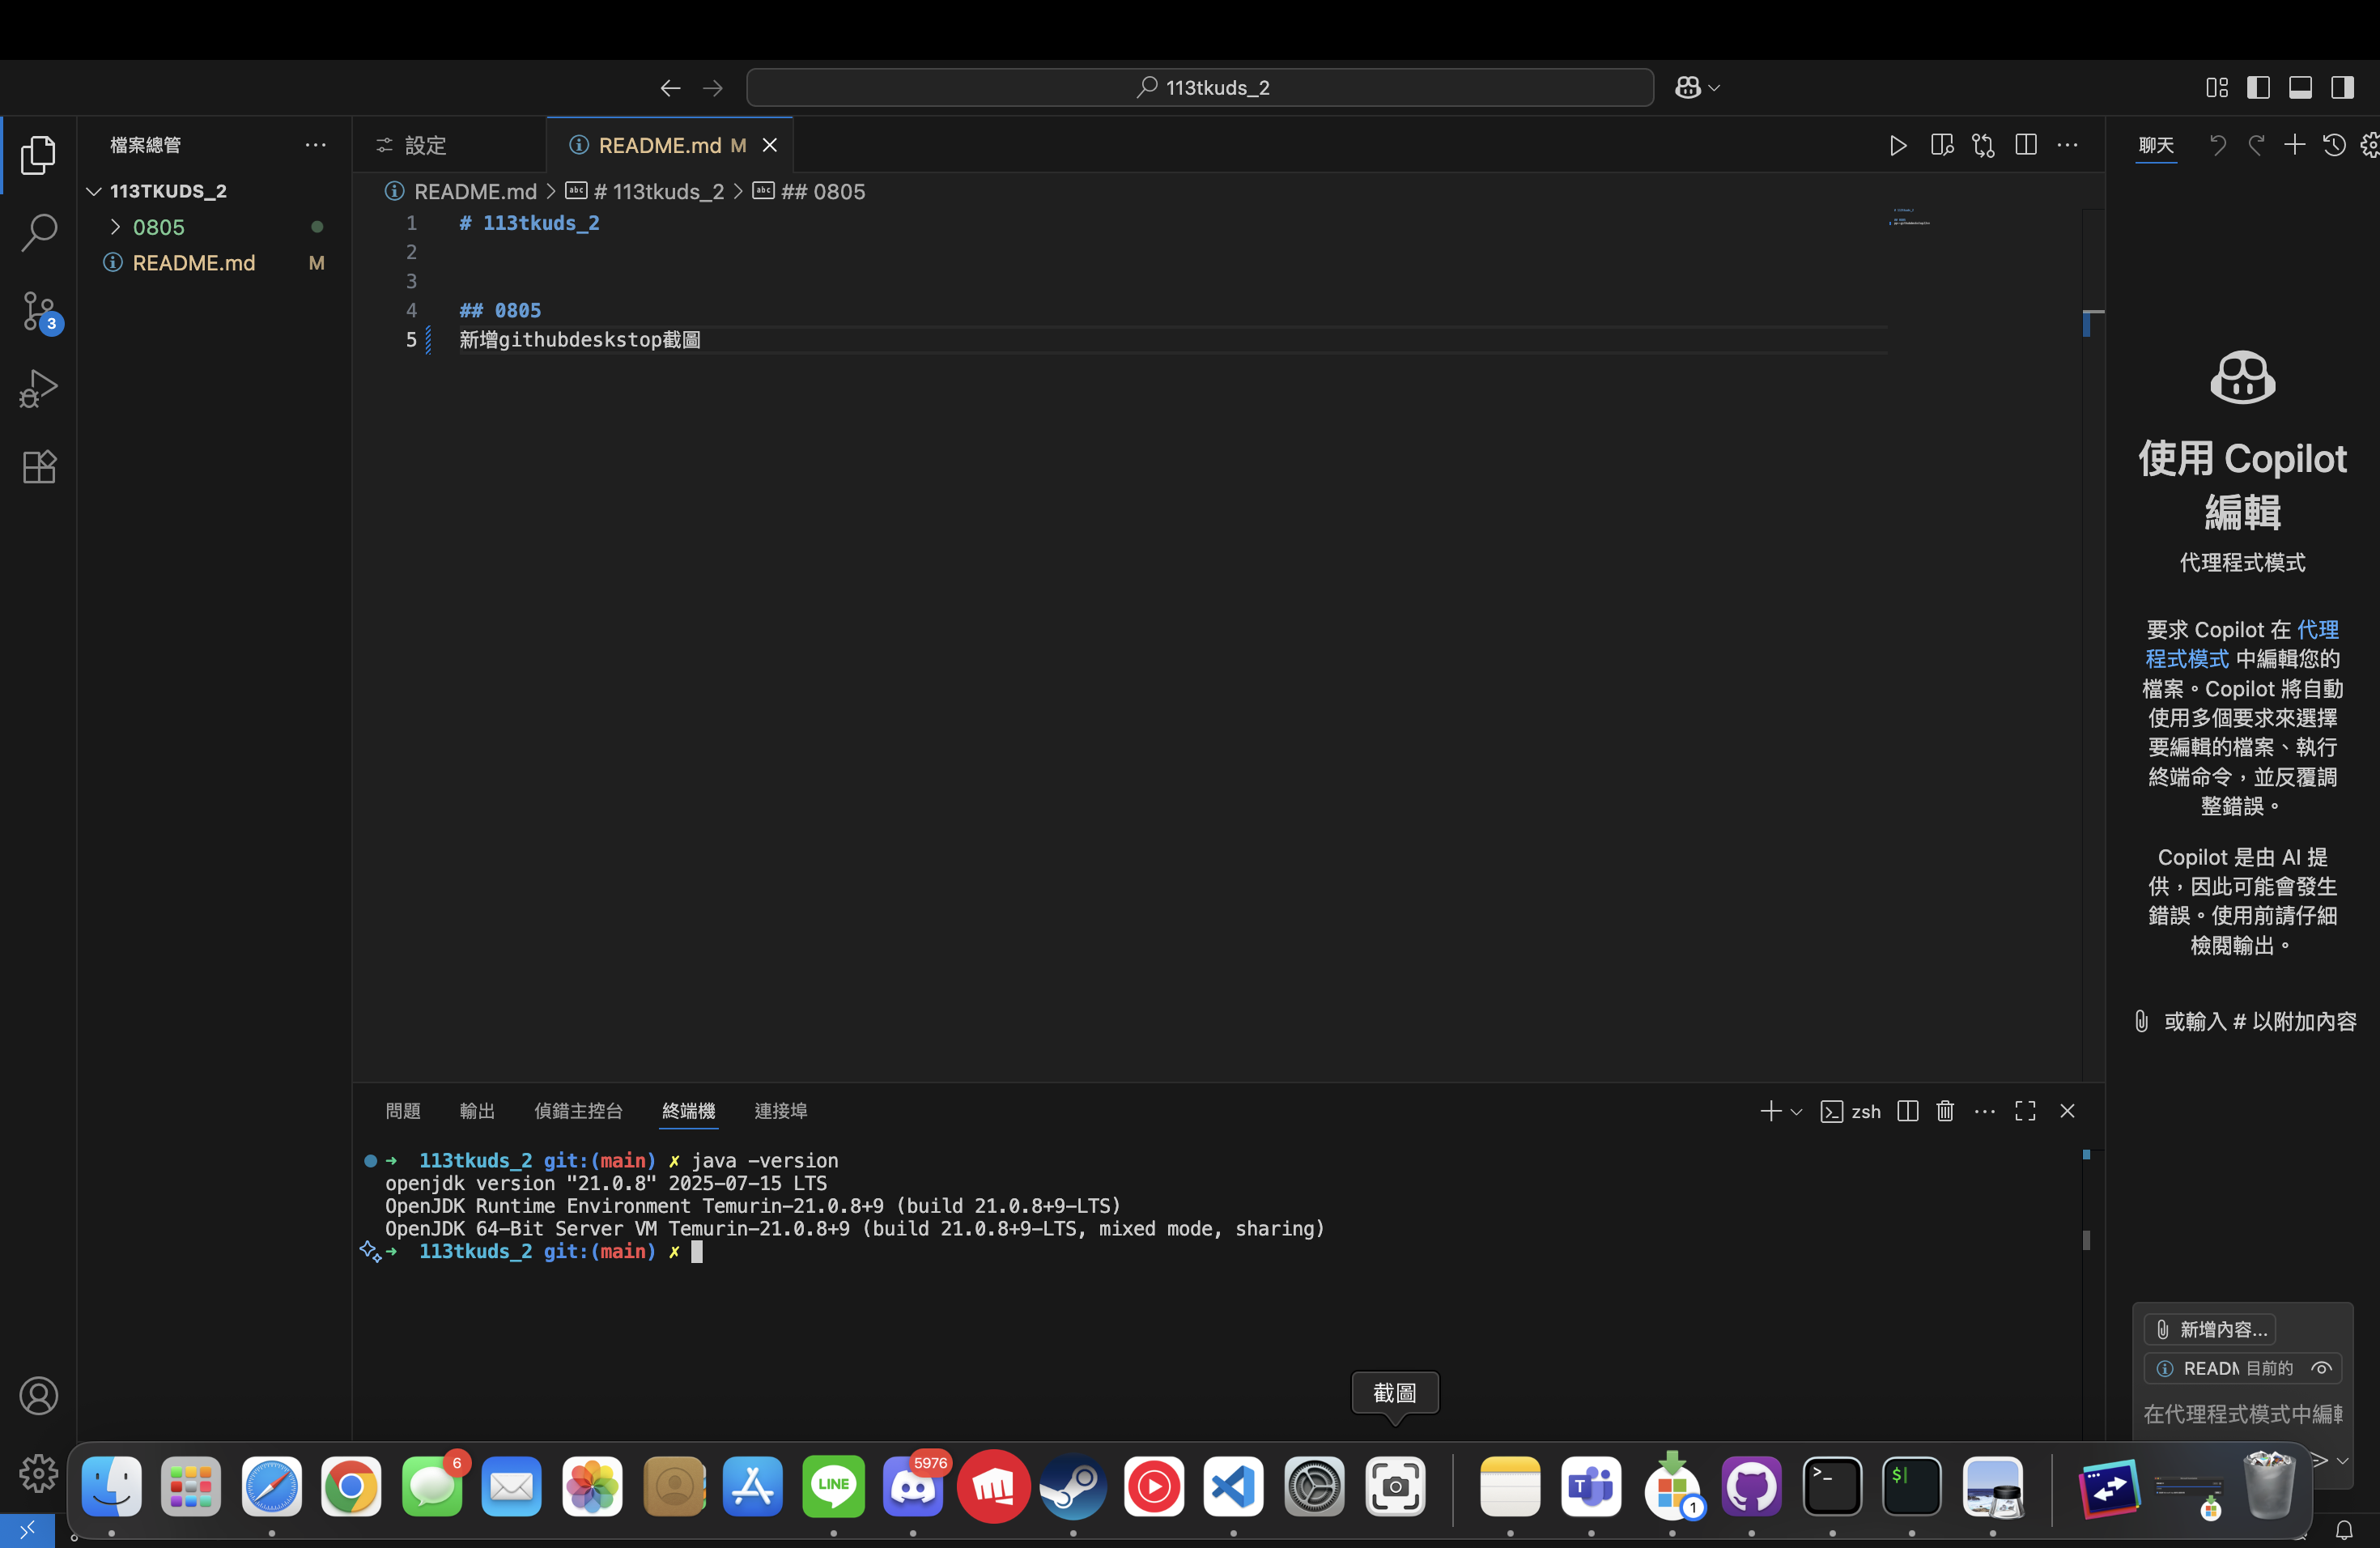 113tkuds_2
檔案總管
113TKUDS_2
0805
README.md M
設定
README.md M
README.md > # 113tkuds_2 > ## 0805
1 # 113tkuds_2
2
3
4 ## 0805
5 新增githubdeskstop截圖
3
聊天
使用 Copilot
編輯
代理程式模式
要求 Copilot 在 代理
程式模式 中編輯您的
檔案。Copilot 將自動
使用多個要求來選擇
要編輯的檔案、執行
終端命令，並反覆調
整錯誤。
Copilot 是由 AI 提
供，因此可能會發生
錯誤。使用前請仔細
檢閱輸出。
或輸入 # 以附加內容
問題 輸出 偵錯主控台 終端機 連接埠
zsh
➜ 113tkuds_2 git:(main) ✗ java -version
openjdk version "21.0.8" 2025-07-15 LTS
OpenJDK Runtime Environment Temurin-21.0.8+9 (build 21.0.8+9-LTS)
OpenJDK 64-Bit Server VM Temurin-21.0.8+9 (build 21.0.8+9-LTS, mixed mode, sharing)
➜ 113tkuds_2 git:(main) ✗
新增內容...
READM 目前的
在代理程式模式中編輯
截圖
6
LINE
5976
1